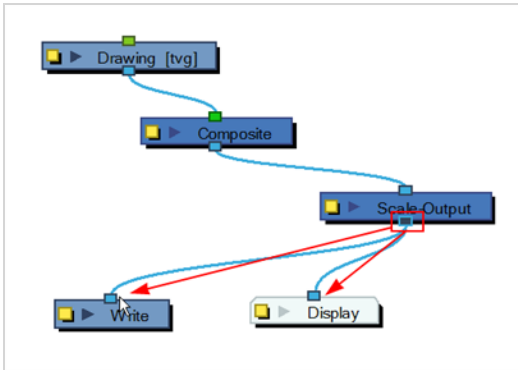 Drawing [tvg]
Composite
Scale Output
Write
Display